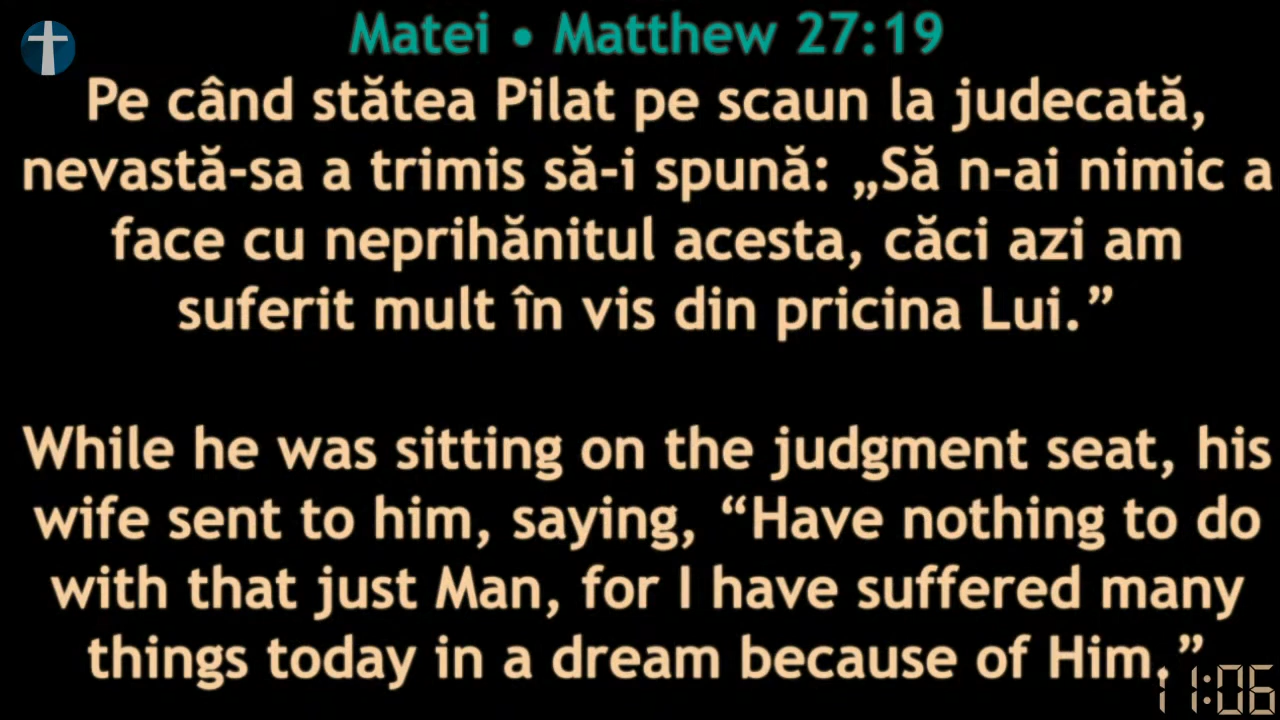 Matei • Matthew 27:19
Pe când stătea Pilat pe scaun la judecată,
nevastă-sa a trimis să-i spună: „Să n-ai nimic a
face cu neprihănitul acesta, căci azi am
suferit mult în vis din pricina Lui.”
While he was sitting on the judgment seat, his
wife sent to him, saying, “Have nothing to do
with that just Man, for I have suffered many
things today in a dream because of Him.”
11:06